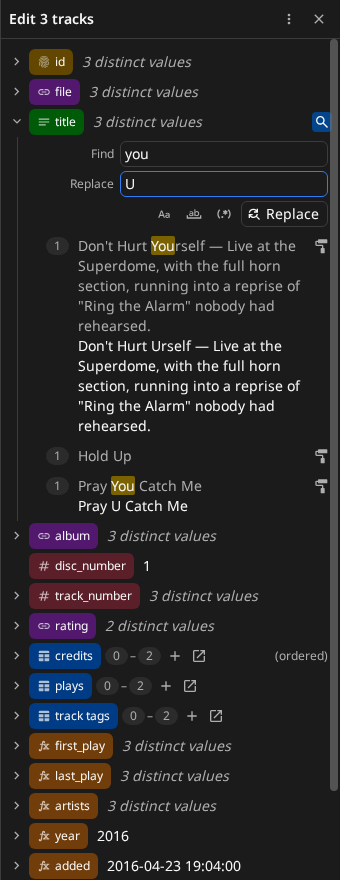 Edit 3 tracks
id 3 distinct values
file 3 distinct values
title 3 distinct values
Find you
Replace U
Aa ab, (.*) Replace
1 Don't Hurt Yourself — Live at the
Superdome, with the full horn
section, running into a reprise of
"Ring the Alarm" nobody had
rehearsed.
Don't Hurt Urself — Live at the
Superdome, with the full horn
section, running into a reprise of
"Ring the Alarm" nobody had
rehearsed.
1 Hold Up
1 Pray You Catch Me
Pray U Catch Me
album 3 distinct values
# disc_number 1
# track_number 3 distinct values
rating 2 distinct values
credits 0 – 2 + (ordered)
plays 0 – 2 +
track tags 0 – 2 +
fx first_play 3 distinct values
fx last_play 3 distinct values
fx artists 3 distinct values
fx year 2016
fx added 2016-04-23 19:04:00